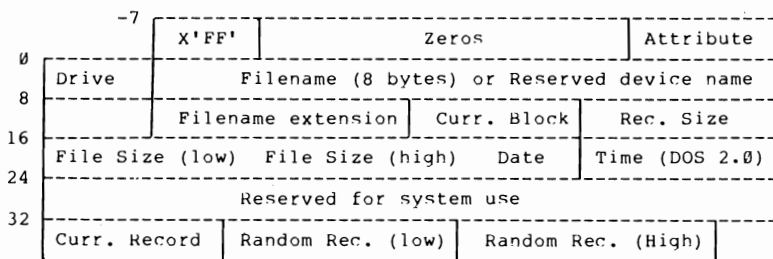 -7
X'FF' Zeros Attribute
0
Drive Filename (8 bytes) or Reserved device name
8
Filename extension Curr. Block Rec. Size
16
File Size (low) File Size (high) Date Time (DOS 2.0)
24
Reserved for system use
32
Curr. Record Random Rec. (low) Random Rec. (High)